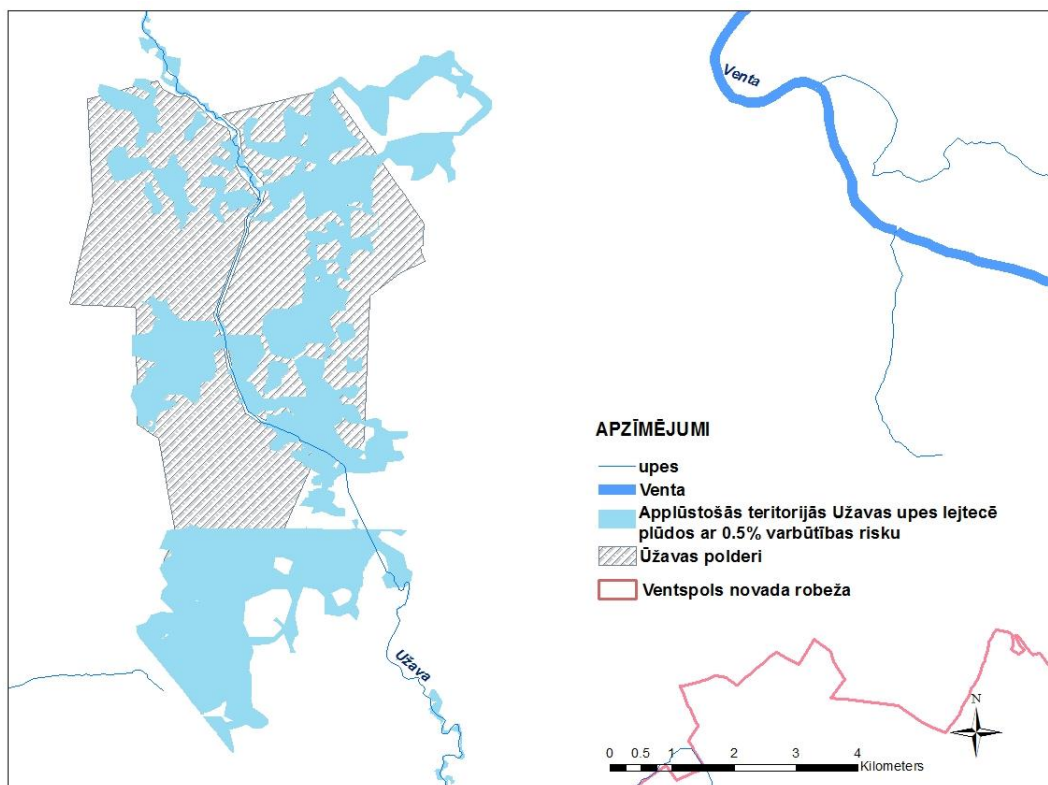 Venta
APZĪMĒJUMI
upes
Venta
Applūstošās teritorijās Užavas upes lejtecē
plūdos ar 0.5% varbūtības risku
Ūžavas polderi
Ventspols novada robeža
Užava
N
0 0.5 1 2 3 4
Kilometers